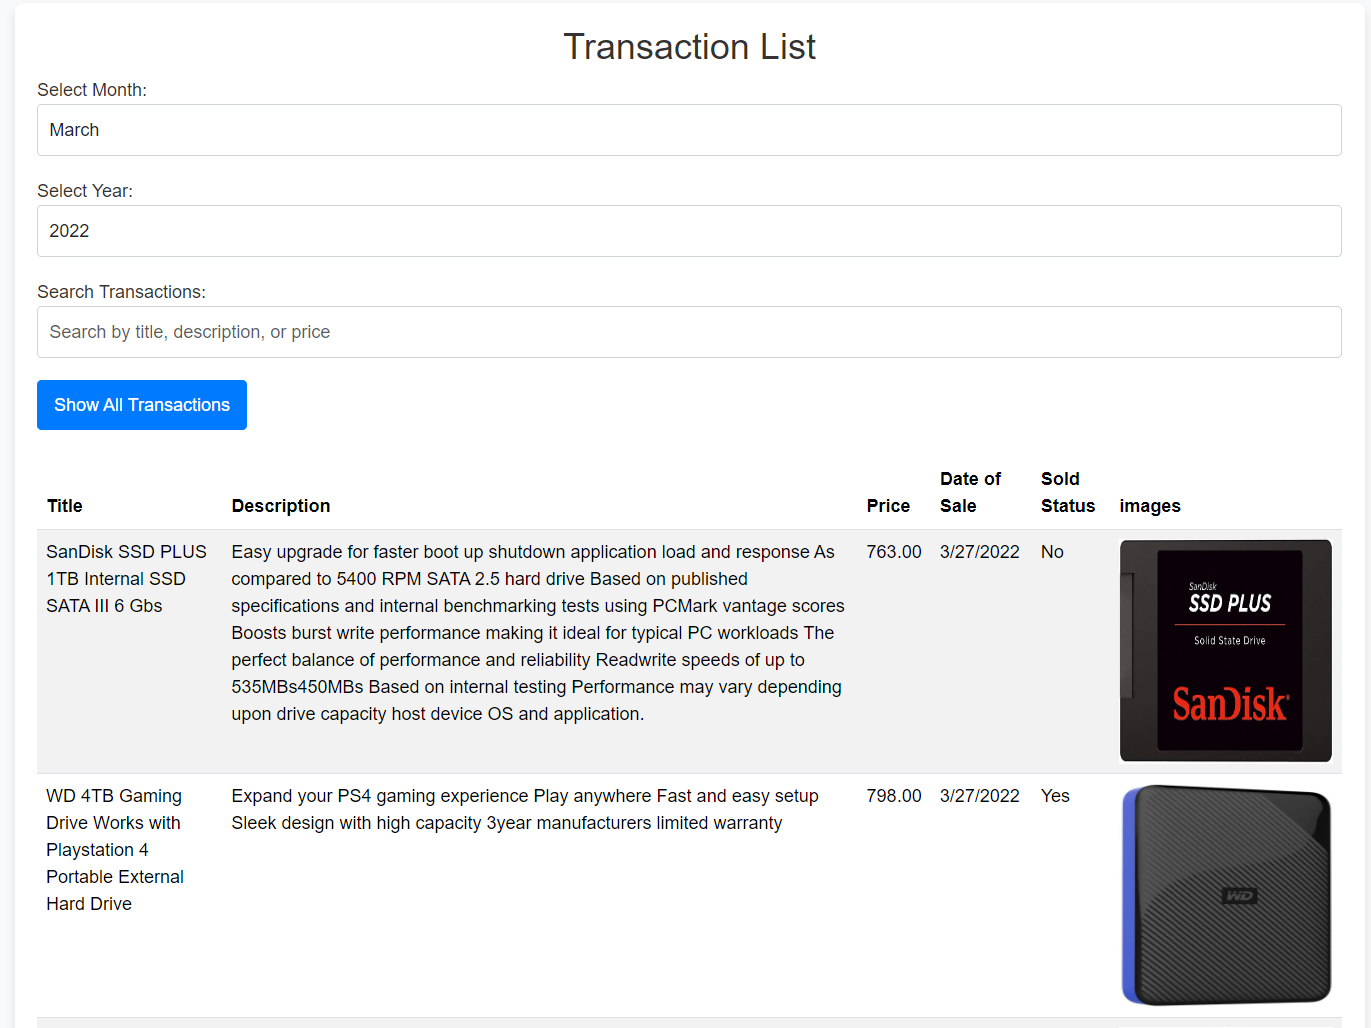 Transaction List
Select Month:
March
Select Year:
2022
Search Transactions:
Search by title, description, or price
Show All Transactions
Title Description Price Date of Sale Sold Status images
SanDisk SSD PLUS
1TB Internal SSD
SATA III 6 Gbs
Easy upgrade for faster boot up shutdown application load and response As
compared to 5400 RPM SATA 2.5 hard drive Based on published
specifications and internal benchmarking tests using PCMark vantage scores
Boosts burst write performance making it ideal for typical PC workloads The
perfect balance of performance and reliability Readwrite speeds of up to
535MBs450MBs Based on internal testing Performance may vary depending
upon drive capacity host device OS and application.
763.00
3/27/2022
No
SanDisk
SSD PLUS
Solid State Drive
SanDisk
WD 4TB Gaming
Drive Works with
Playstation 4
Portable External
Hard Drive
Expand your PS4 gaming experience Play anywhere Fast and easy setup
Sleek design with high capacity 3year manufacturers limited warranty
798.00
3/27/2022
Yes
WD